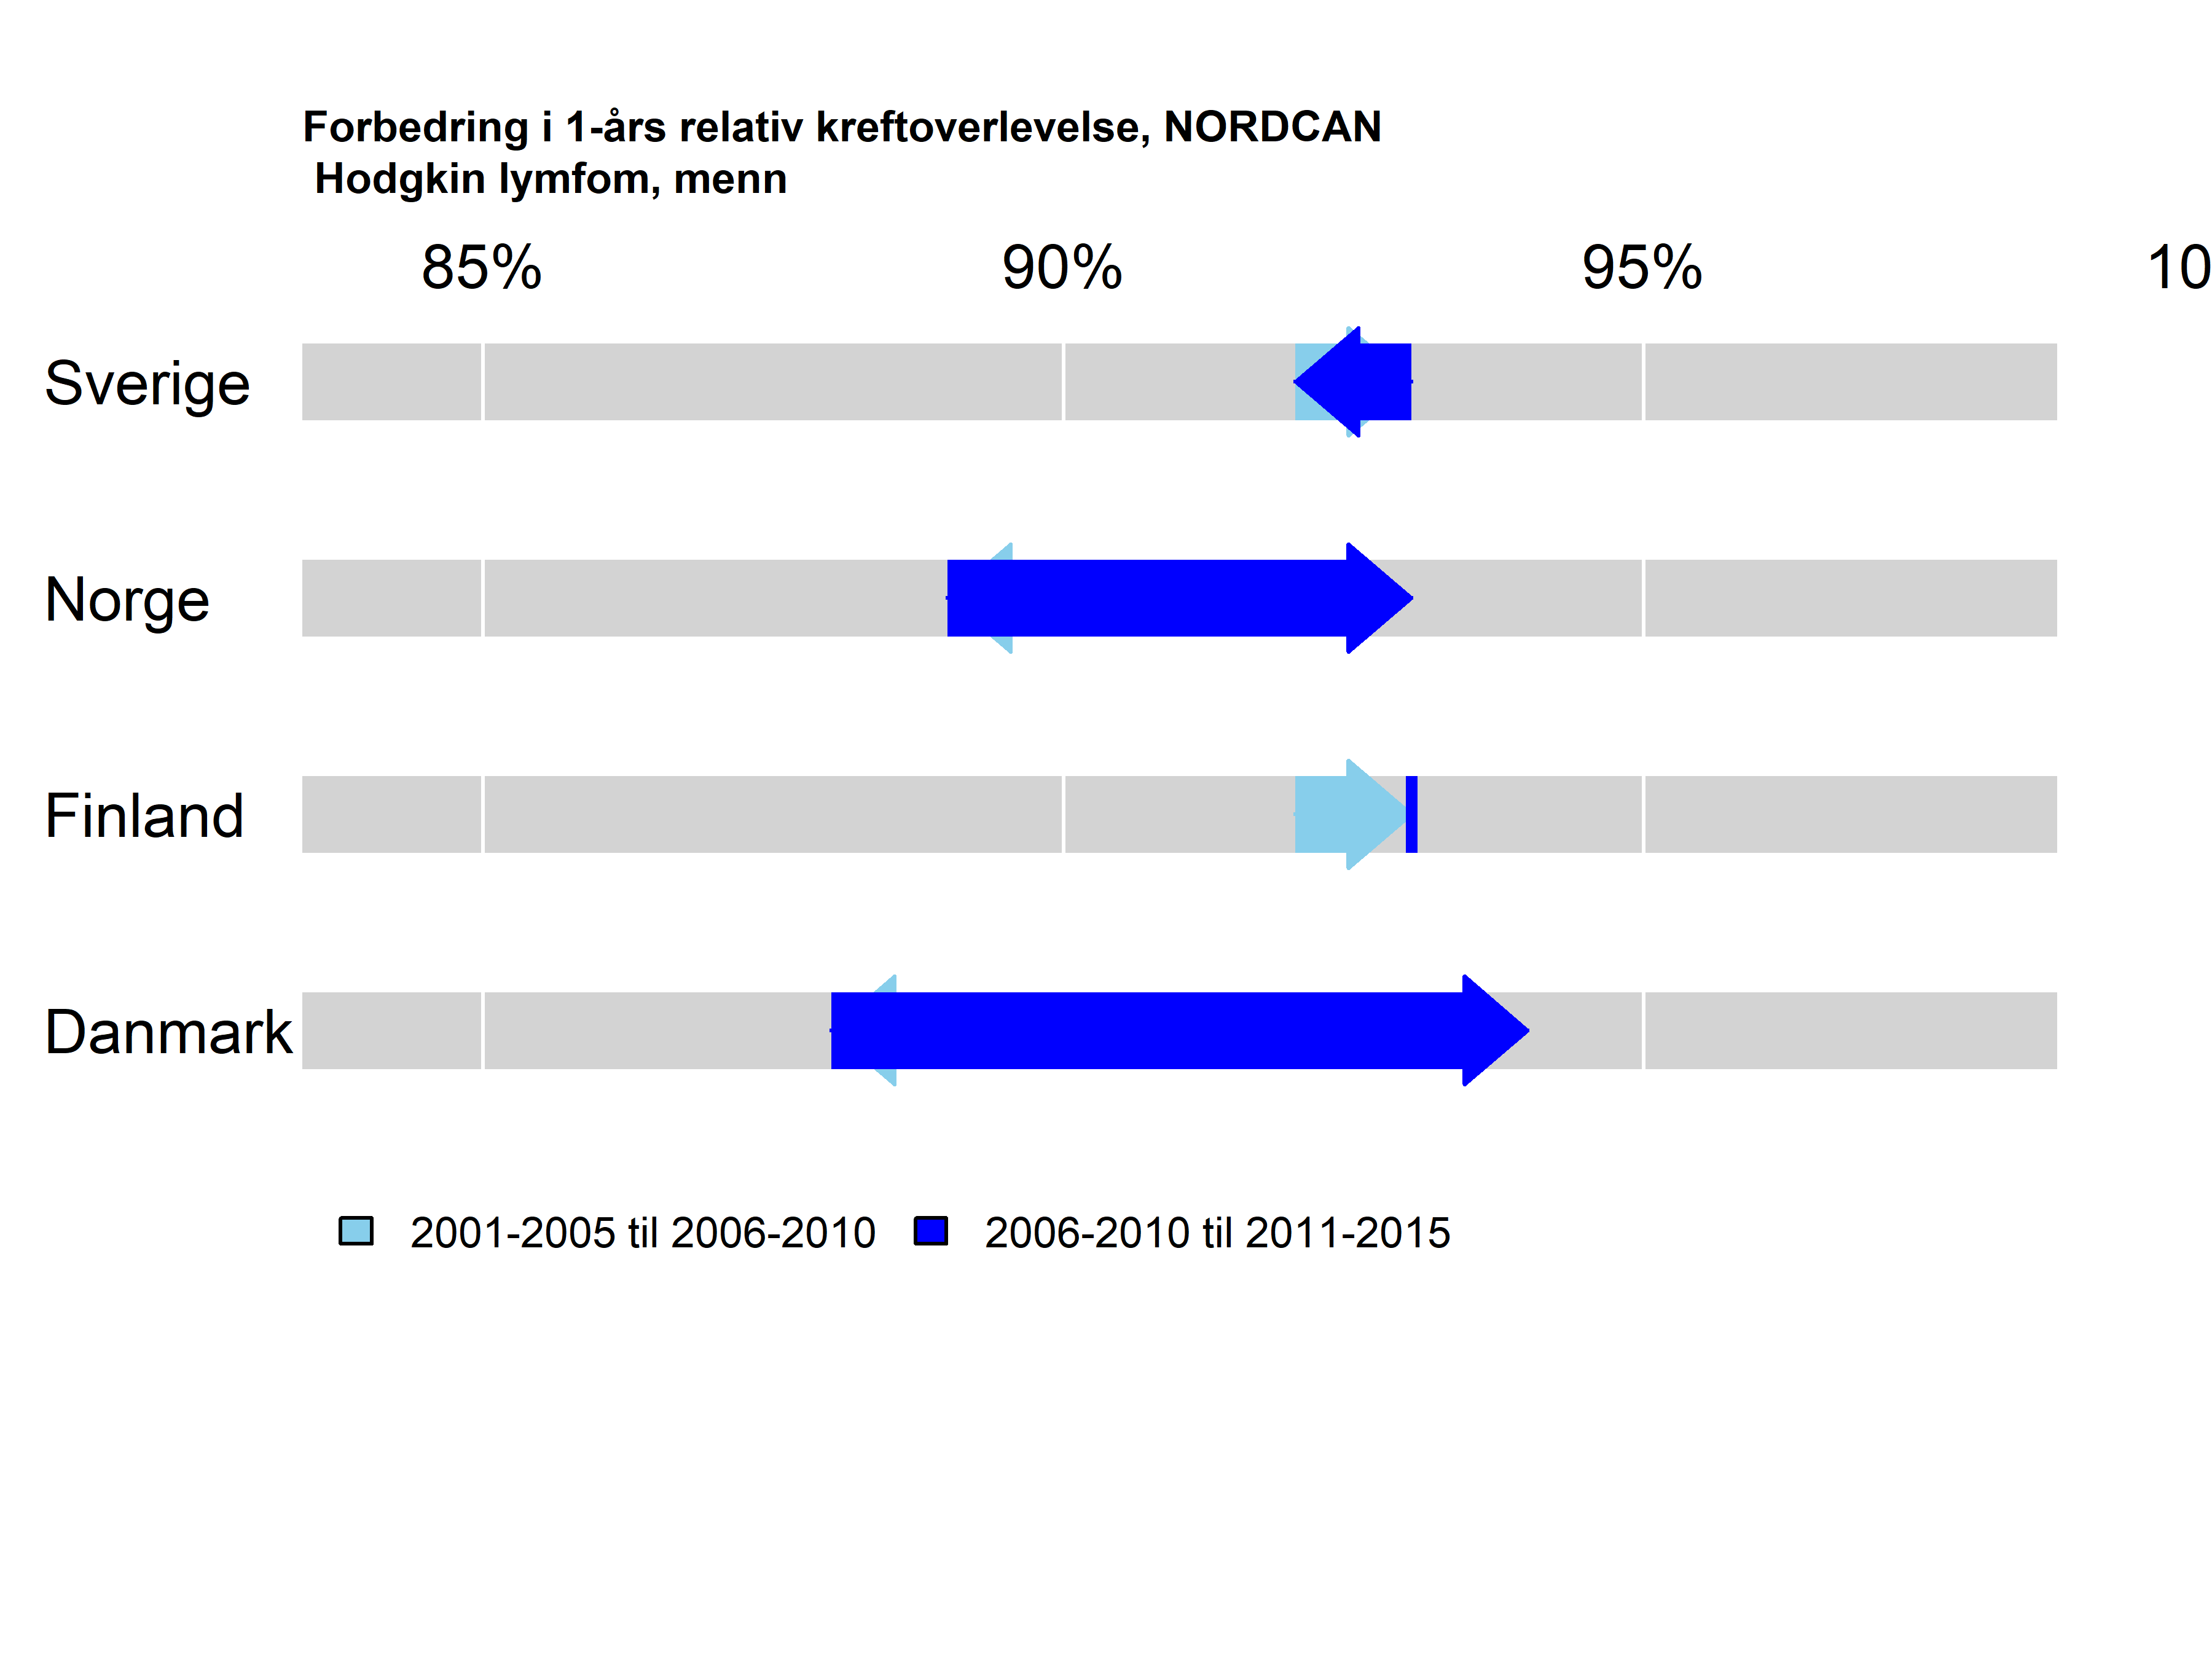 Forbedring i 1-års relativ kreftoverlevelse, NORDCAN
Hodgkin lymfom, menn
85% 90% 95% 10
Sverige
Norge
Finland
Danmark
2001-2005 til 2006-2010 2006-2010 til 2011-2015